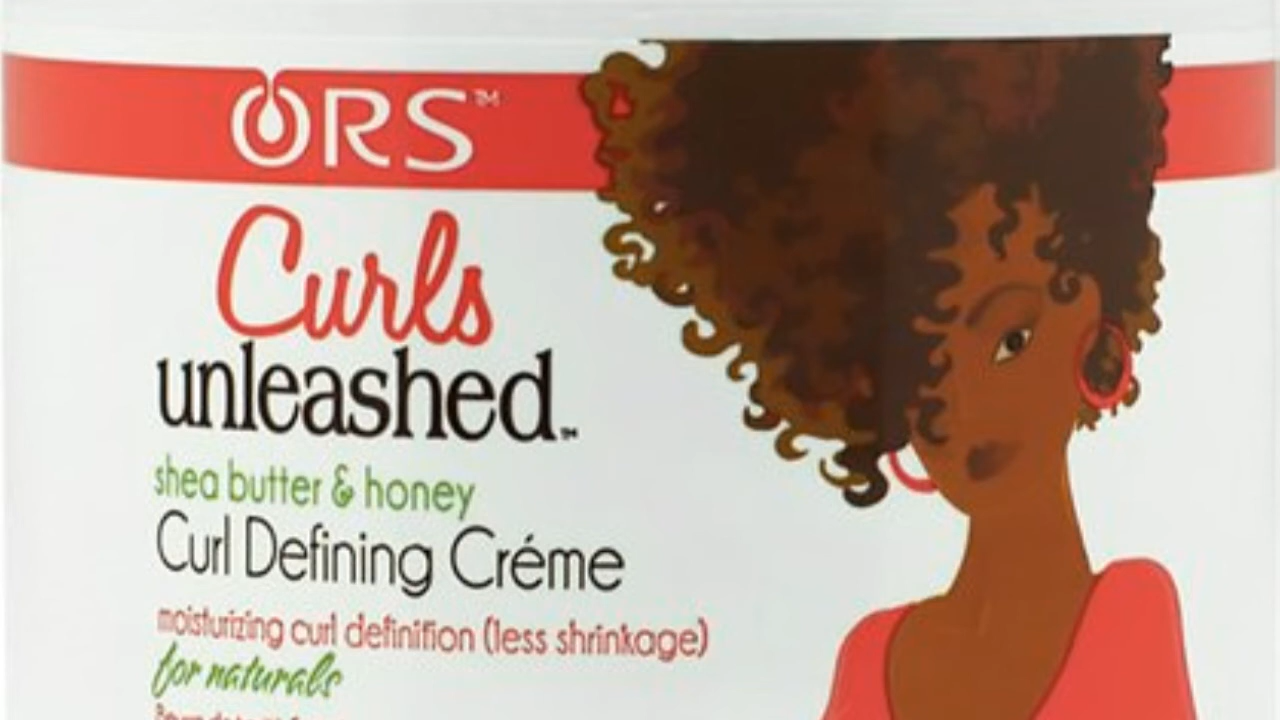 ORS™
Curls
unleashed™
shea butter & honey
Curl Defining Créme
moisturizing curl definition (less shrinkage)
for naturals